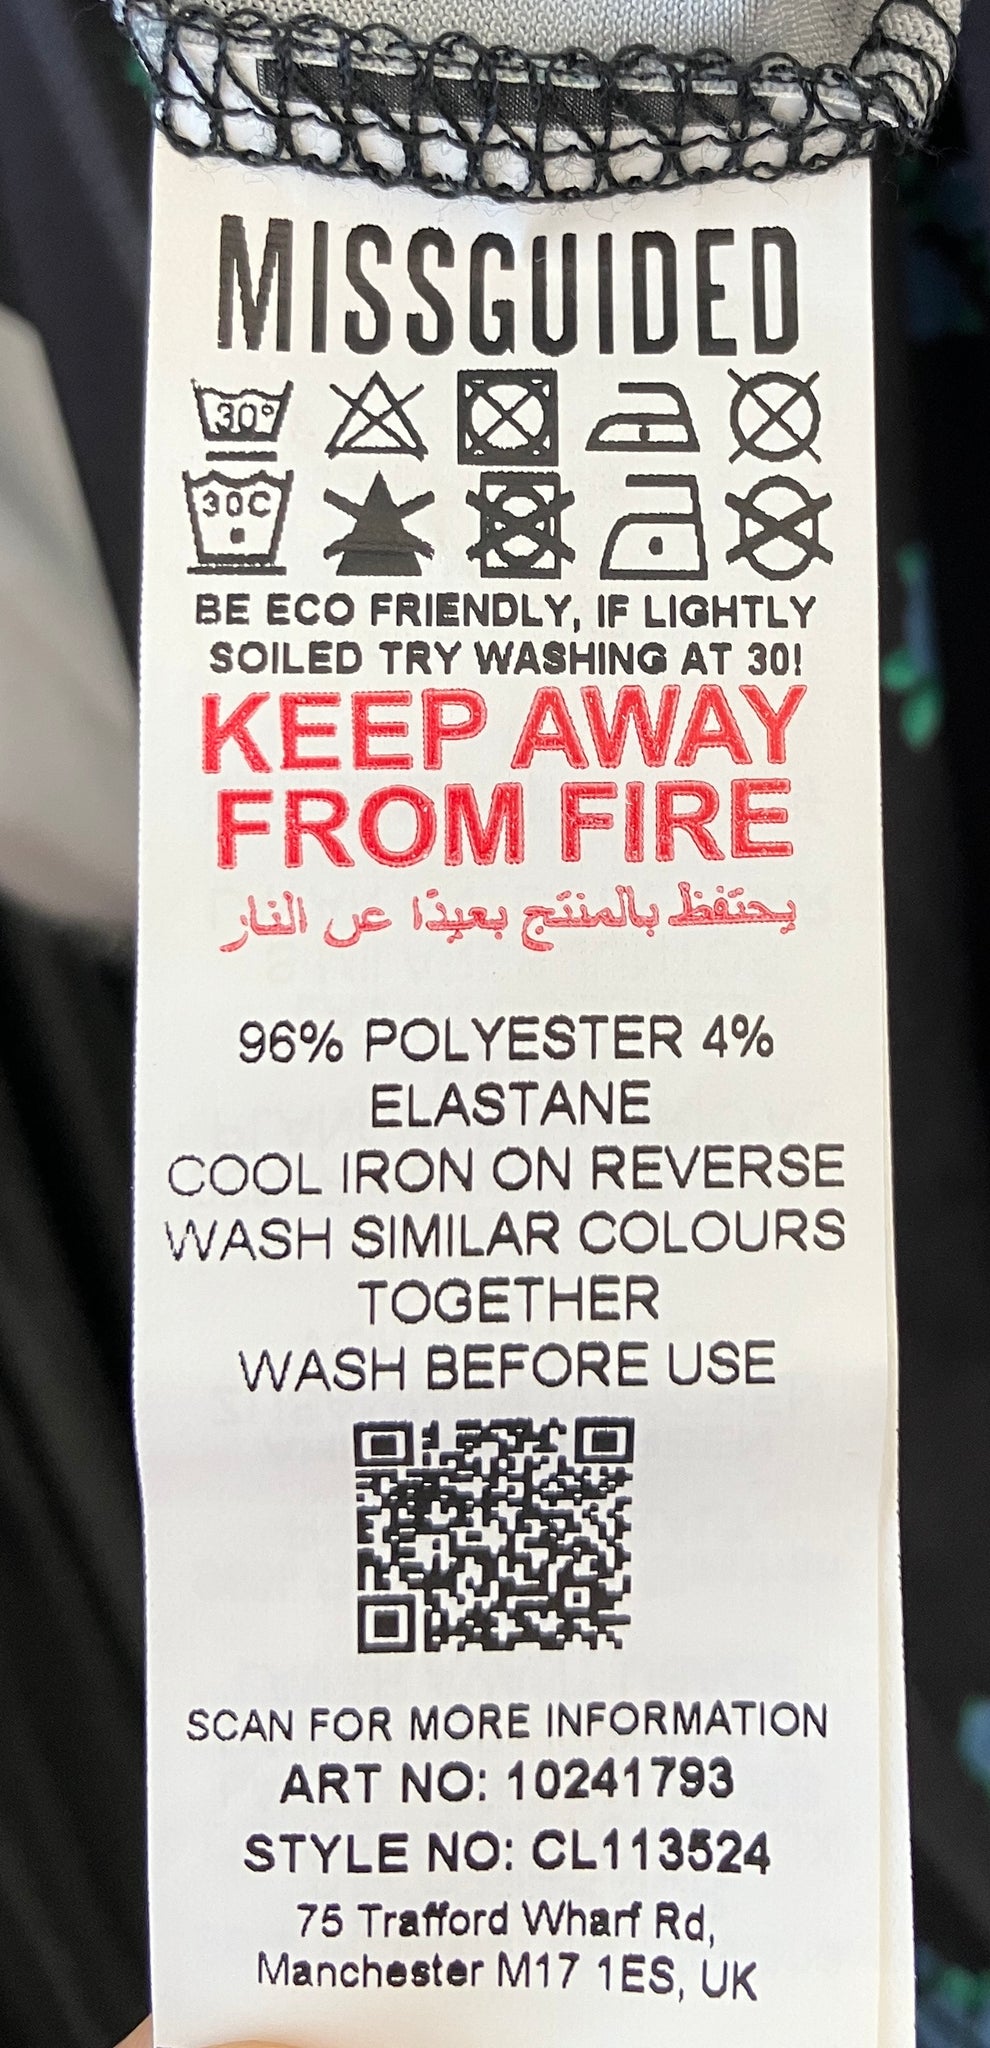 MISSGUIDED
30°
30C
BE ECO FRIENDLY, IF LIGHTLY
SOILED TRY WASHING AT 30!
KEEP AWAY
FROM FIRE
يحتفظ بالمنتج بعيدًا عن النار
96% POLYESTER 4%
ELASTANE
COOL IRON ON REVERSE
WASH SIMILAR COLOURS
TOGETHER
WASH BEFORE USE
SCAN FOR MORE INFORMATION
ART NO: 10241793
STYLE NO: CL113524
75 Trafford Wharf Rd,
Manchester M17 1ES, UK